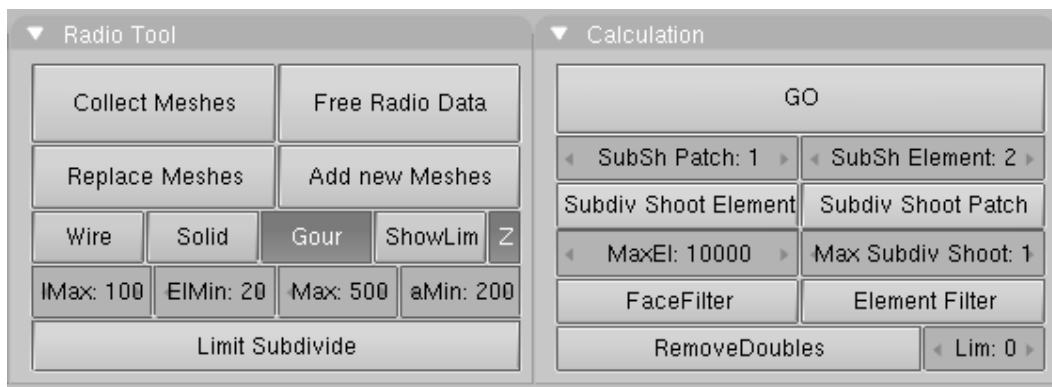 Radio Tool
Collect Meshes
Free Radio Data
Replace Meshes
Add new Meshes
Wire
Solid
Gour
ShowLim
Z
lMax: 100
ElMin: 20
Max: 500
aMin: 200
Limit Subdivide
Calculation
GO
SubSh Patch: 1
SubSh Element: 2
Subdiv Shoot Element
Subdiv Shoot Patch
MaxEl: 10000
Max Subdiv Shoot: 1
FaceFilter
Element Filter
RemoveDoubles
Lim: 0